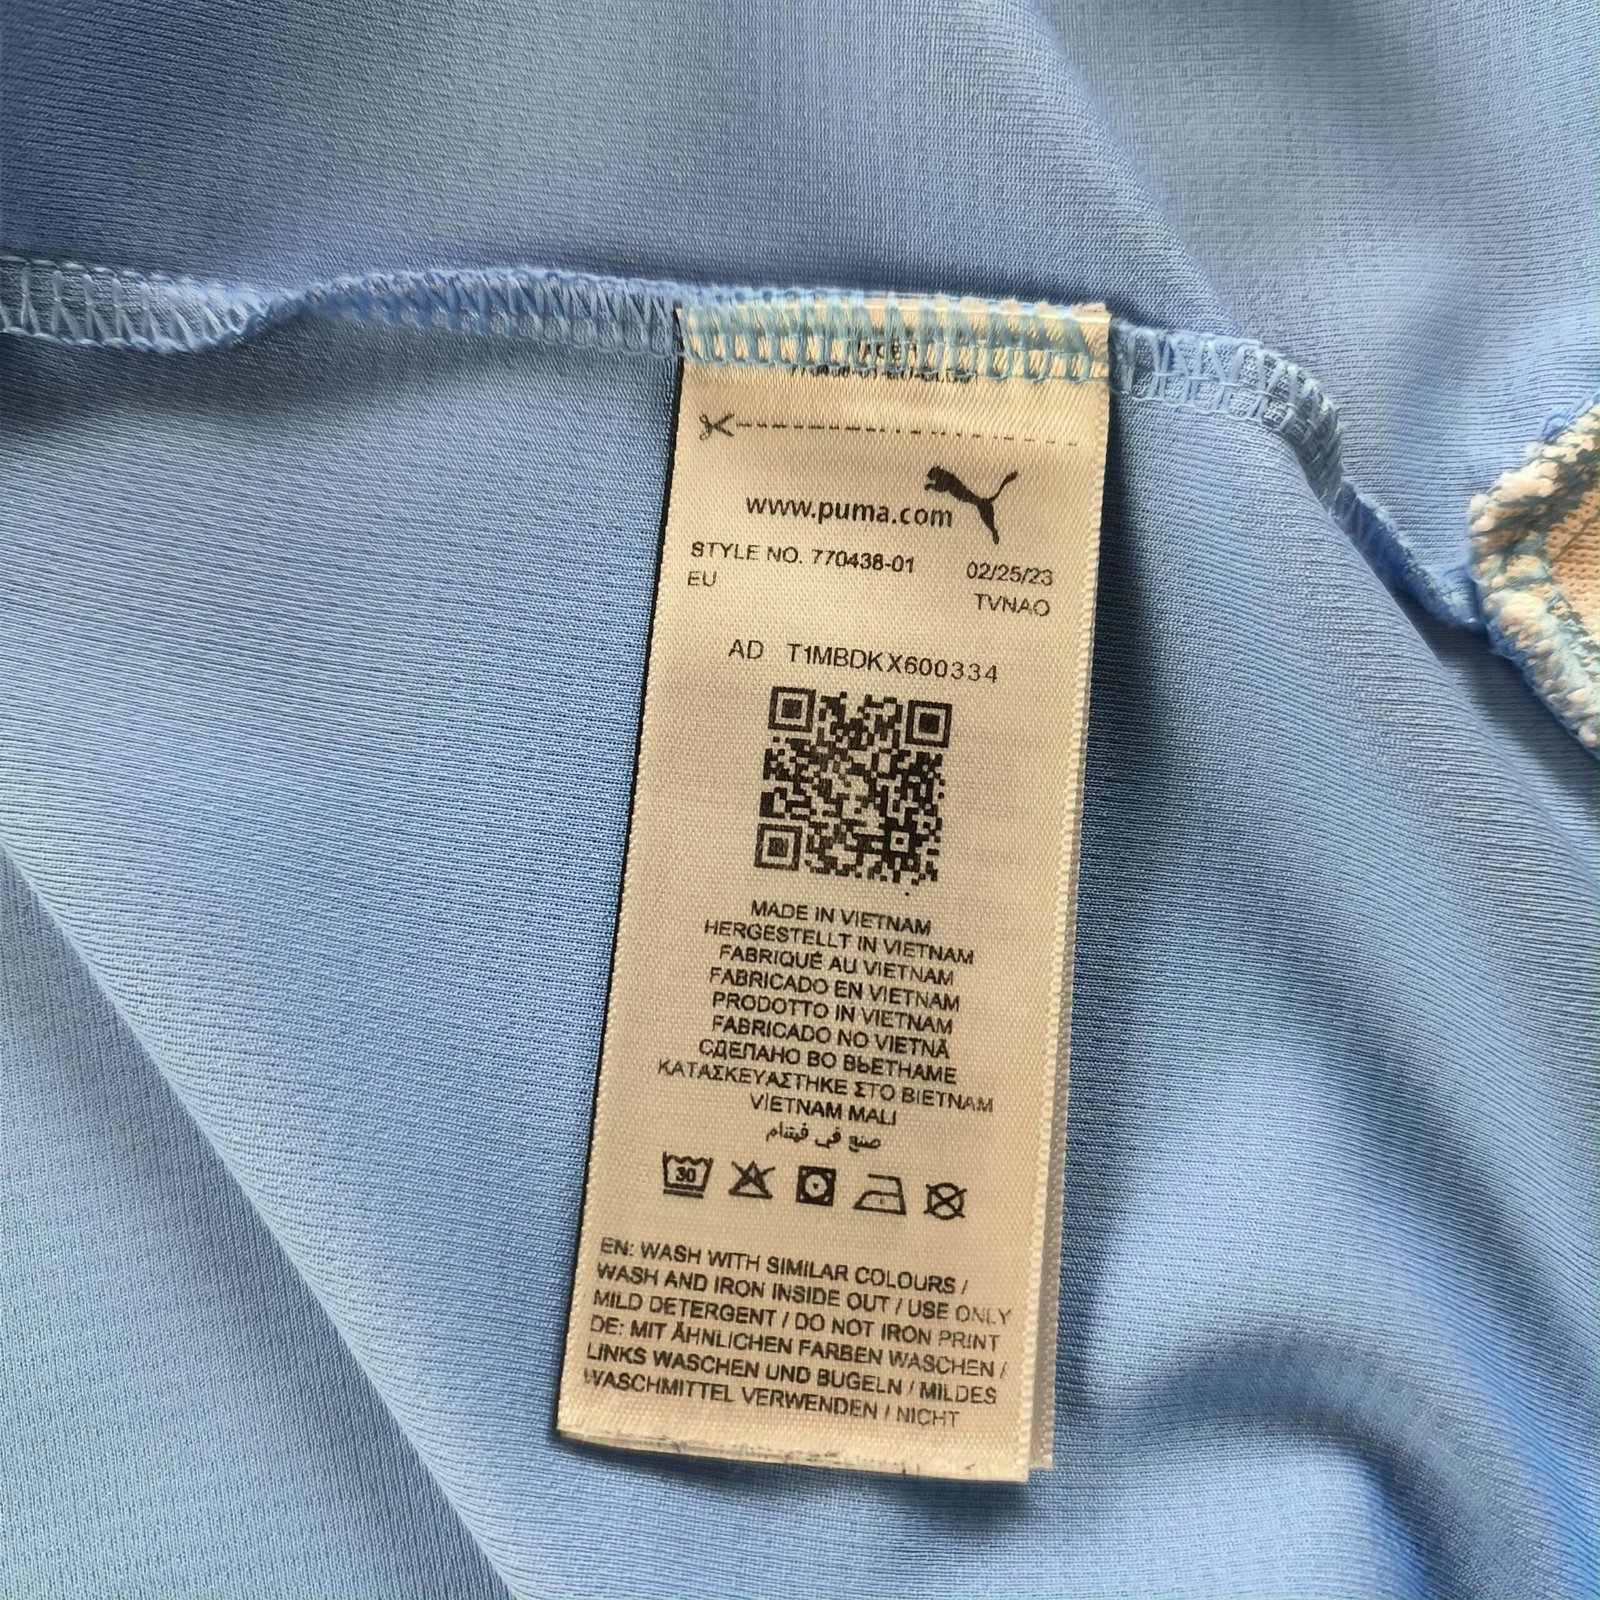 www.puma.com
STYLE NO. 770438-01 02/25/23
EU TVNAO
AD T1MBDKX600334
MADE IN VIETNAM
HERGESTELLT IN VIETNAM
FABRIQUÉ AU VIETNAM
FABRICADO EN VIETNAM
PRODOTTO IN VIETNAM
FABRICADO NO VIETNÃ
СДЕЛАНО ВО ВЬЕТНАМЕ
ΚΑΤΑΣΚΕΥΑΣΤΗΚΕ ΣΤΟ ΒΙΕΤΝΑΜ
VİETNAM MALI
صنع في فيتنام
30
EN: WASH WITH SIMILAR COLOURS /
WASH AND IRON INSIDE OUT / USE ONLY
MILD DETERGENT / DO NOT IRON PRINT
DE: MIT ÄHNLICHEN FARBEN WASCHEN /
LINKS WASCHEN UND BÜGELN / MILDES
WASCHMITTEL VERWENDEN / NICHT